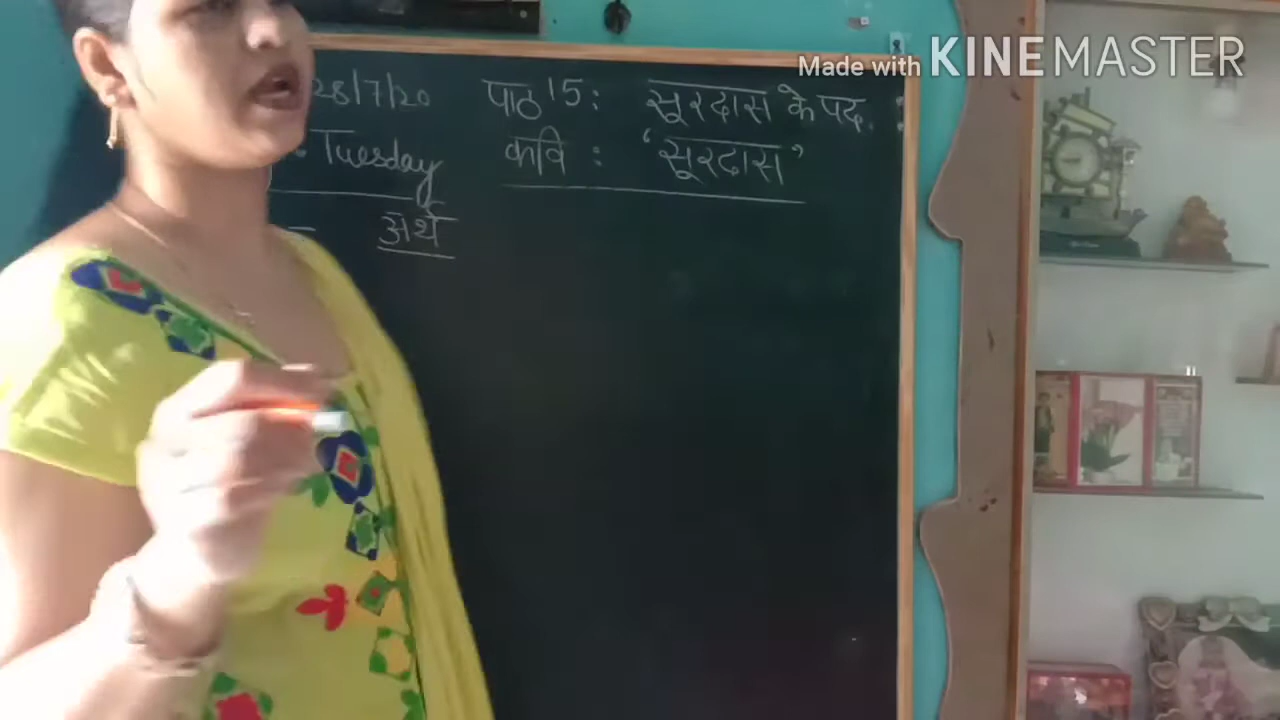 Made with KINEMASTER
28/7/20 पाठ 15: सूरदास के पद :
: Tuesday कवि : 'सूरदास'
– अर्थ